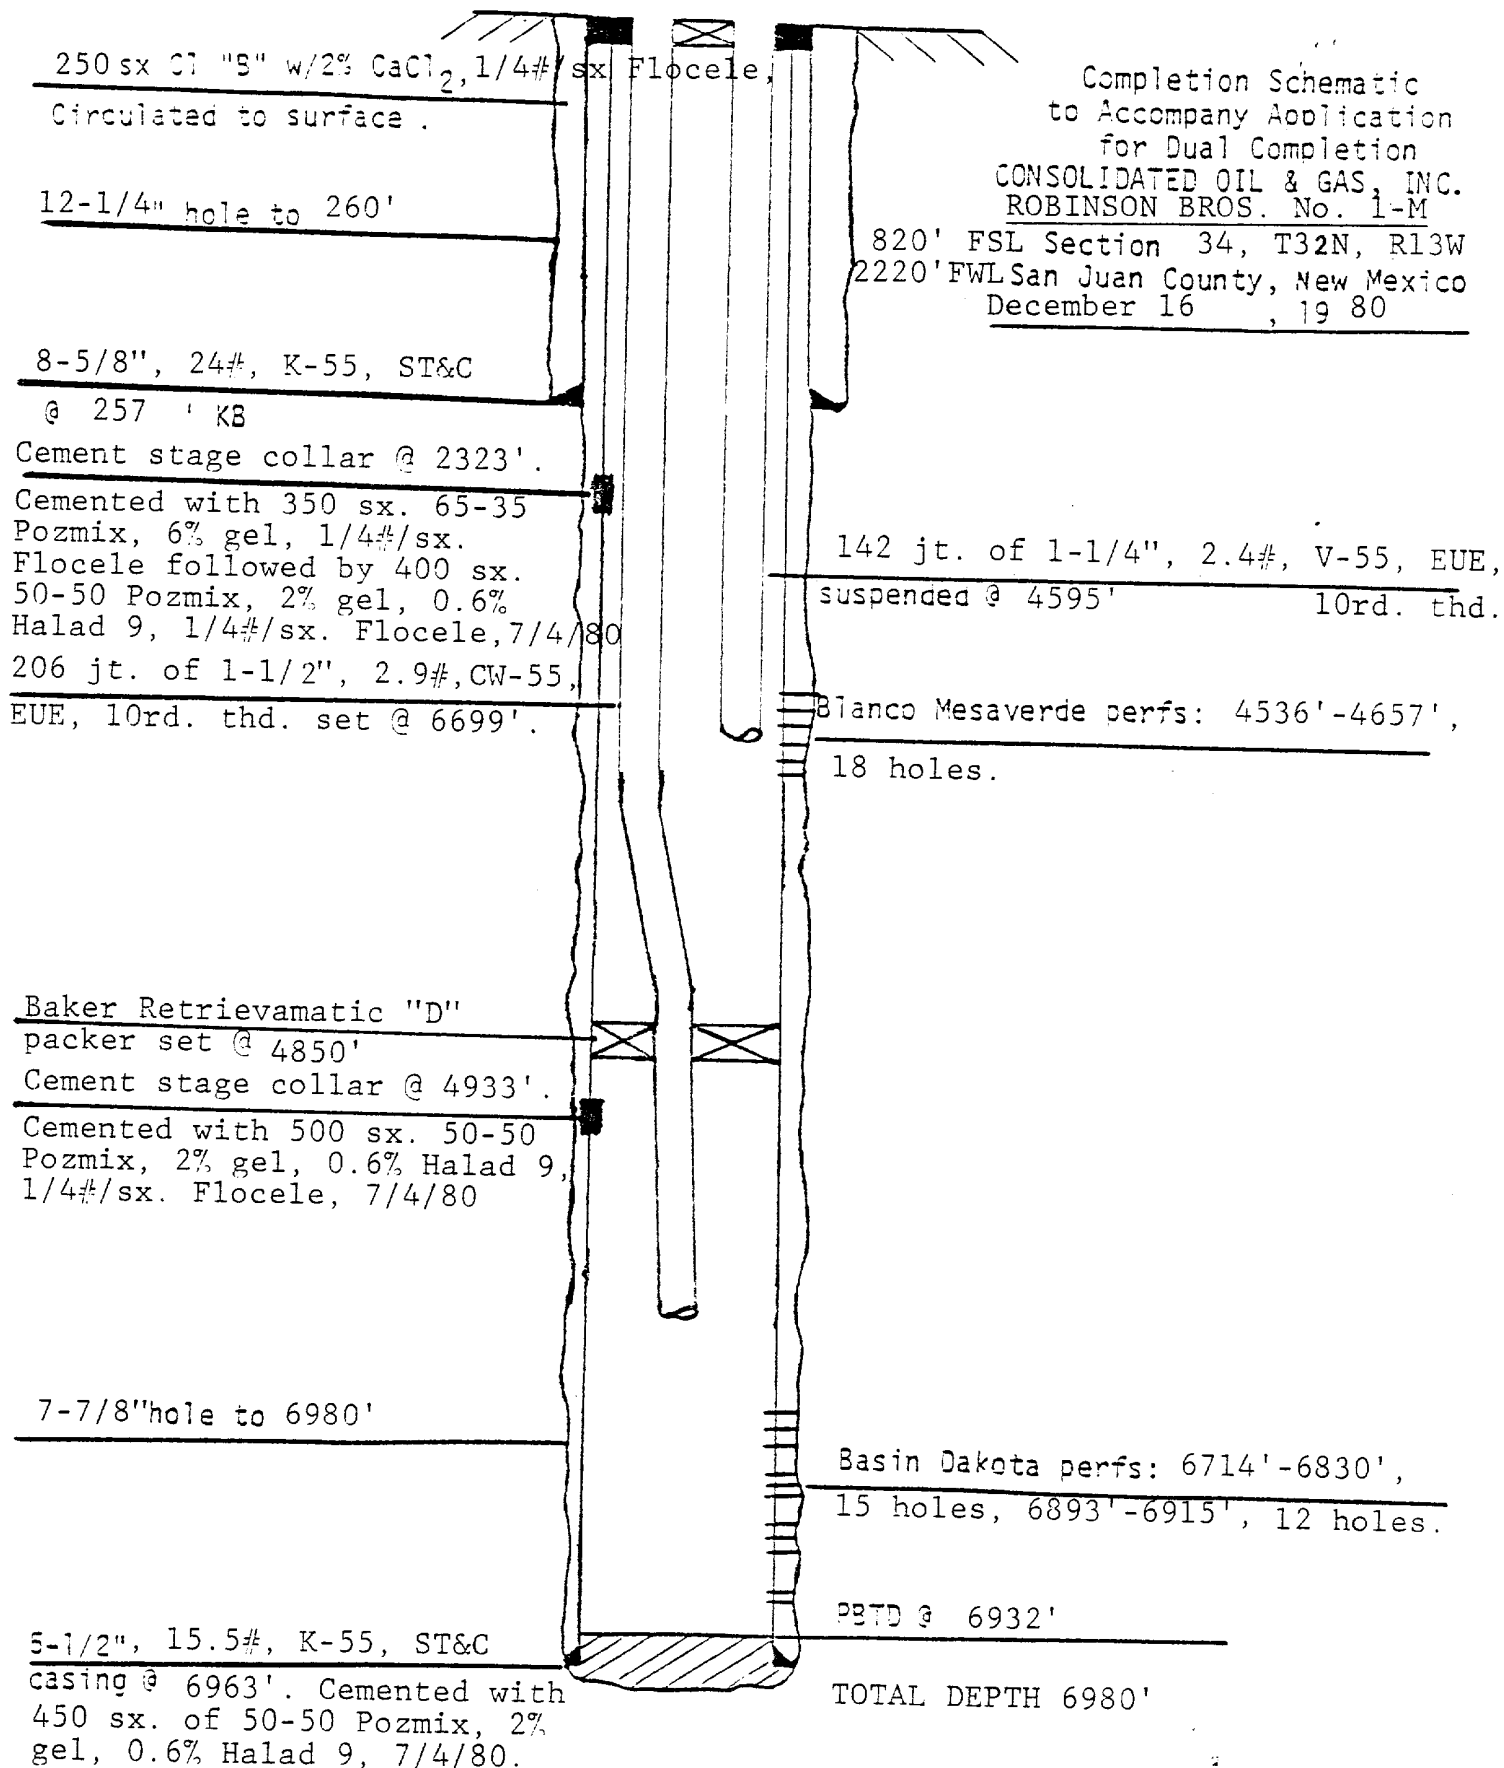 250 sx Cl "B" w/2% CaCl2, 1/4#/sx Flocele,
Circulated to surface.
12-1/4" hole to 260'
8-5/8", 24#, K-55, ST&C
@ 257 ' KB
Cement stage collar @ 2323'.
Cemented with 350 sx. 65-35
Pozmix, 6% gel, 1/4#/sx.
Flocele followed by 400 sx.
50-50 Pozmix, 2% gel, 0.6%
Halad 9, 1/4#/sx. Flocele, 7/4/80
206 jt. of 1-1/2", 2.9#, CW-55,
EUE, 10rd. thd. set @ 6699'.
Baker Retrievamatic "D"
packer set @ 4850'
Cement stage collar @ 4933'.
Cemented with 500 sx. 50-50
Pozmix, 2% gel, 0.6% Halad 9,
1/4#/sx. Flocele, 7/4/80
7-7/8"hole to 6980'
5-1/2", 15.5#, K-55, ST&C
casing @ 6963'. Cemented with
450 sx. of 50-50 Pozmix, 2%
gel, 0.6% Halad 9, 7/4/80.
Completion Schematic
to Accompany Application
for Dual Completion
CONSOLIDATED OIL & GAS, INC.
ROBINSON BROS. No. 1-M
820' FSL Section 34, T32N, R13W
2220'FWL San Juan County, New Mexico
December 16 , 19 80
142 jt. of 1-1/4", 2.4#, V-55, EUE,
suspended @ 4595' 10rd. thd.
Blanco Mesaverde perfs: 4536'-4657',
18 holes.
Basin Dakota perfs: 6714'-6830',
15 holes, 6893'-6915', 12 holes.
PBTD @ 6932'
TOTAL DEPTH 6980'